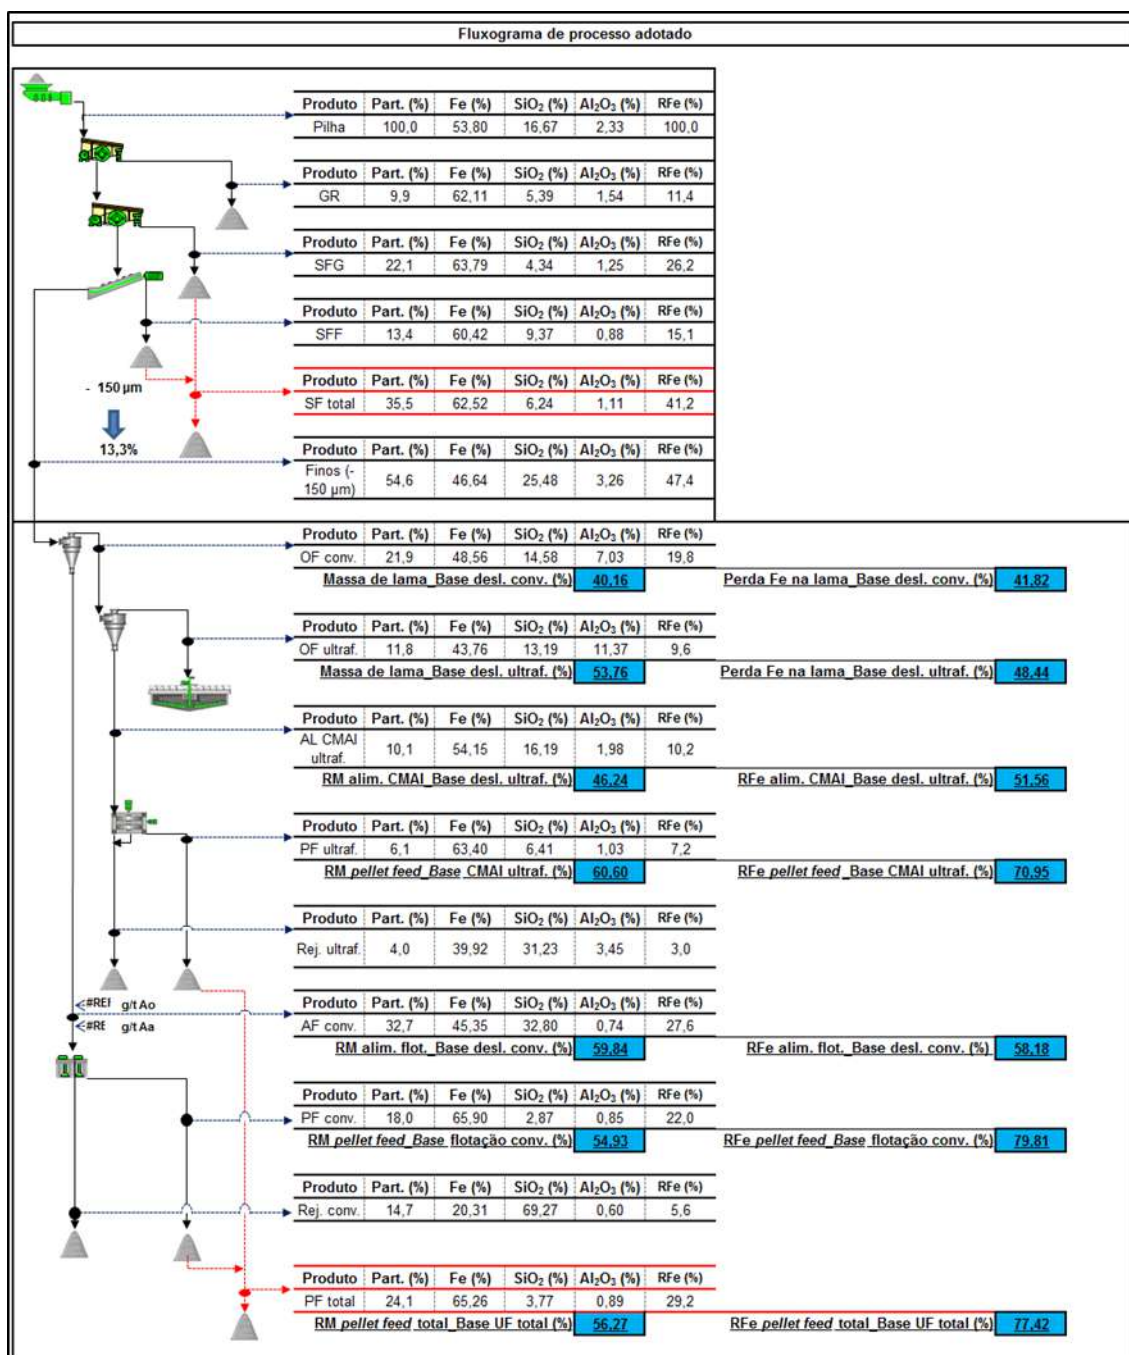 Fluxograma de processo adotado
Produto Part. (%) Fe (%) SiO₂ (%) Al₂O₃ (%) RFe (%)
Pilha 100,0 53,80 16,67 2,33 100,0
Produto Part. (%) Fe (%) SiO₂ (%) Al₂O₃ (%) RFe (%)
GR 9,9 62,11 5,39 1,54 11,4
Produto Part. (%) Fe (%) SiO₂ (%) Al₂O₃ (%) RFe (%)
SFG 22,1 63,79 4,34 1,25 26,2
Produto Part. (%) Fe (%) SiO₂ (%) Al₂O₃ (%) RFe (%)
SFF 13,4 60,42 9,37 0,88 15,1
- 150 µm
Produto Part. (%) Fe (%) SiO₂ (%) Al₂O₃ (%) RFe (%)
SF total 35,5 62,52 6,24 1,11 41,2
13,3%
Produto Part. (%) Fe (%) SiO₂ (%) Al₂O₃ (%) RFe (%)
Finos (-
150 µm) 54,6 46,64 25,48 3,26 47,4
Produto Part. (%) Fe (%) SiO₂ (%) Al₂O₃ (%) RFe (%)
OF conv. 21,9 48,56 14,58 7,03 19,8
Massa de lama_Base desl. conv. (%) 40,16 Perda Fe na lama_Base desl. conv. (%) 41,82
Produto Part. (%) Fe (%) SiO₂ (%) Al₂O₃ (%) RFe (%)
OF ultraf. 11,8 43,76 13,19 11,37 9,6
Massa de lama_Base desl. ultraf. (%) 53,76 Perda Fe na lama_Base desl. ultraf. (%) 48,44
Produto Part. (%) Fe (%) SiO₂ (%) Al₂O₃ (%) RFe (%)
AL CMAI
ultraf. 10,1 54,15 16,19 1,98 10,2
RM alim. CMAI_Base desl. ultraf. (%) 46,24 RFe alim. CMAI_Base desl. ultraf. (%) 51,56
Produto Part. (%) Fe (%) SiO₂ (%) Al₂O₃ (%) RFe (%)
PF ultraf. 6,1 63,40 6,41 1,03 7,2
RM pellet feed_Base CMAI ultraf. (%) 60,60 RFe pellet feed_Base CMAI ultraf. (%) 70,95
Produto Part. (%) Fe (%) SiO₂ (%) Al₂O₃ (%) RFe (%)
Rej. ultraf. 4,0 39,92 31,23 3,45 3,0
#REI g/t Ao
Produto Part. (%) Fe (%) SiO₂ (%) Al₂O₃ (%) RFe (%)
#RE g/t Aa
AF conv. 32,7 45,35 32,80 0,74 27,6
RM alim. flot._Base desl. conv. (%) 59,84 RFe alim. flot._Base desl. conv. (%) 58,18
Produto Part. (%) Fe (%) SiO₂ (%) Al₂O₃ (%) RFe (%)
PF conv. 18,0 65,90 2,87 0,85 22,0
RM pellet feed_Base flotação conv. (%) 54,93 RFe pellet feed_Base flotação conv. (%) 79,81
Produto Part. (%) Fe (%) SiO₂ (%) Al₂O₃ (%) RFe (%)
Rej. conv. 14,7 20,31 69,27 0,60 5,6
Produto Part. (%) Fe (%) SiO₂ (%) Al₂O₃ (%) RFe (%)
PF total 24,1 65,26 3,77 0,89 29,2
RM pellet feed total_Base UF total (%) 56,27 RFe pellet feed total_Base UF total (%) 77,42